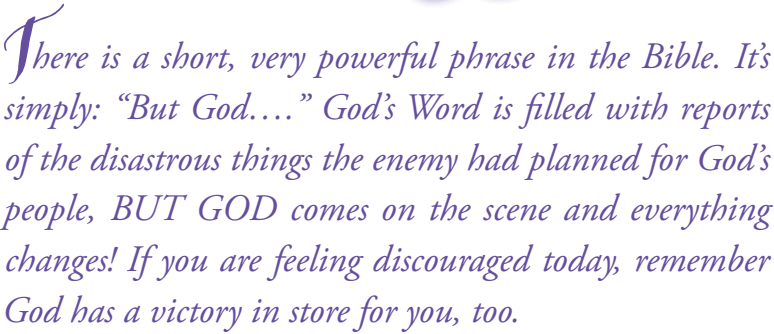 There is a short, very powerful phrase in the Bible. It’s
simply: “But God….” God’s Word is filled with reports
of the disastrous things the enemy had planned for God’s
people, BUT GOD comes on the scene and everything
changes! If you are feeling discouraged today, remember
God has a victory in store for you, too.